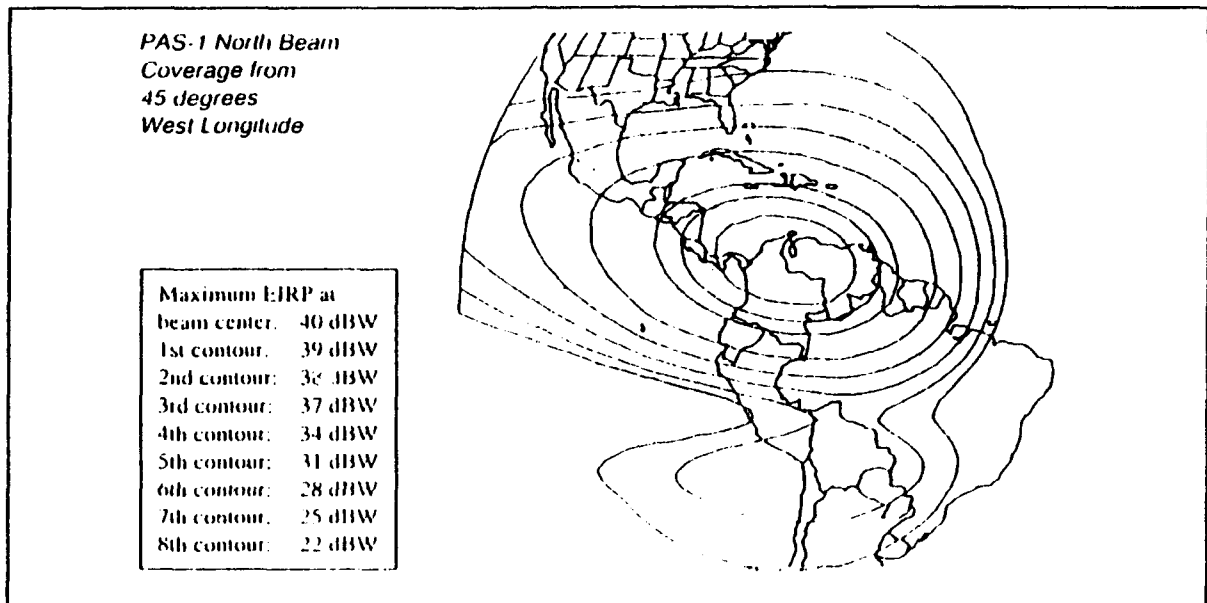 PAS-1 North Beam
Coverage from
45 degrees
West Longitude
Maximum EIRP at
beam center: 40 dBW
1st contour: 39 dBW
2nd contour: 38 dBW
3rd contour: 37 dBW
4th contour: 34 dBW
5th contour: 31 dBW
6th contour: 28 dBW
7th contour: 25 dBW
8th contour: 22 dBW